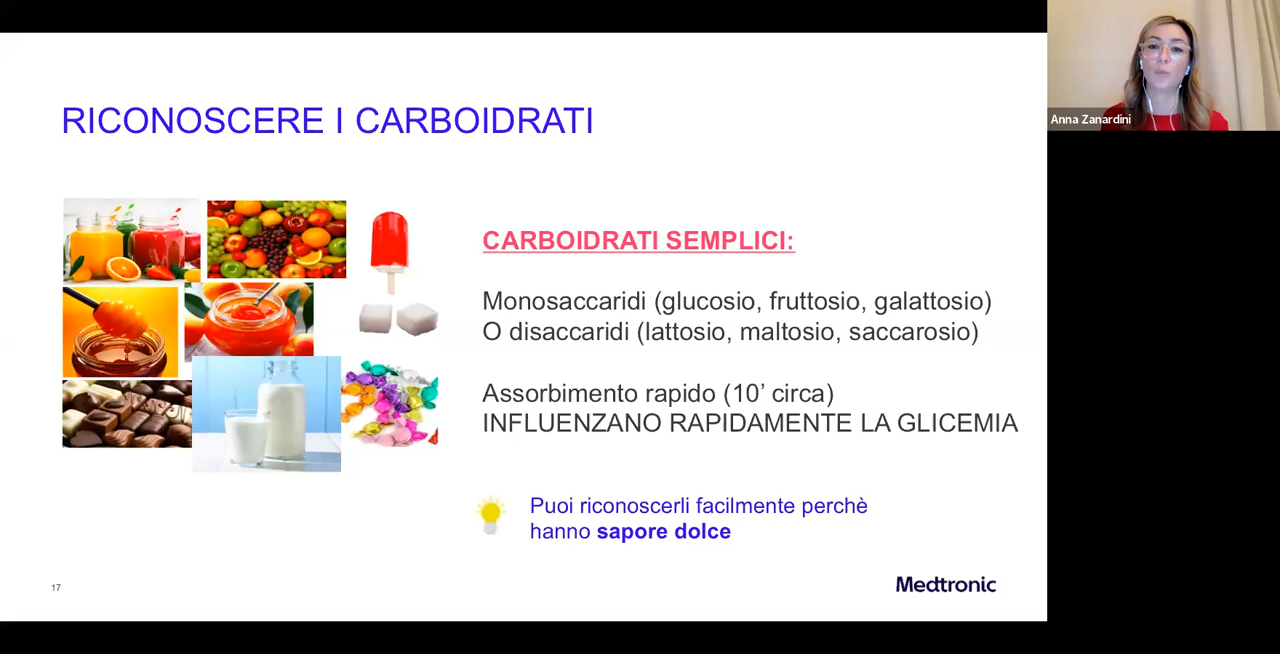 RICONOSCERE I CARBOIDRATI
CARBOIDRATI SEMPLICI:
Monosaccaridi (glucosio, fruttosio, galattosio)
O disaccaridi (lattosio, maltosio, saccarosio)
Assorbimento rapido (10’ circa)
INFLUENZANO RAPIDAMENTE LA GLICEMIA
Puoi riconoscerli facilmente perchè
hanno sapore dolce
17
Medtronic
Anna Zanardini